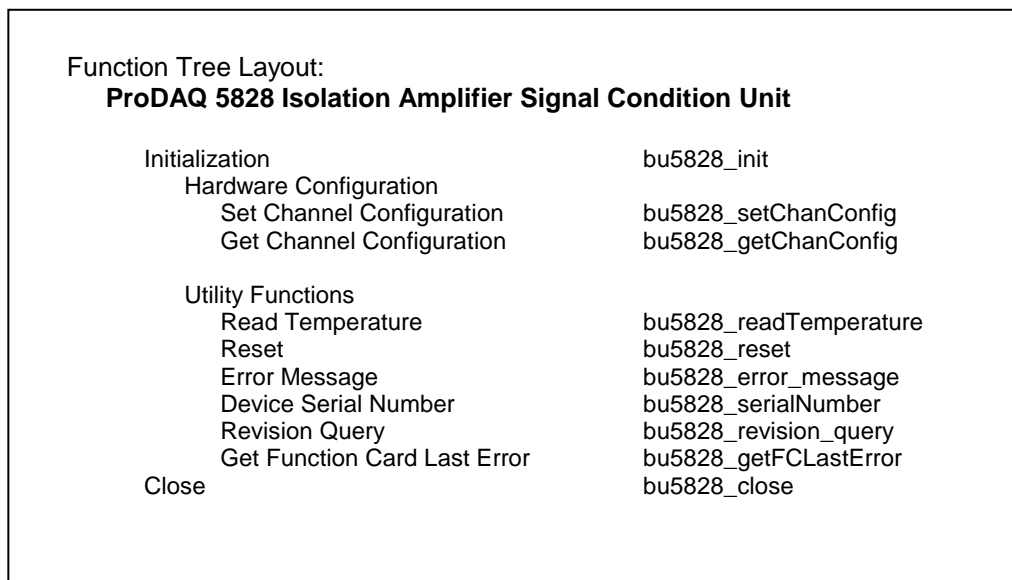 Function Tree Layout:
ProDAQ 5828 Isolation Amplifier Signal Condition Unit
Initialization bu5828_init
Hardware Configuration
Set Channel Configuration bu5828_setChanConfig
Get Channel Configuration bu5828_getChanConfig
Utility Functions
Read Temperature bu5828_readTemperature
Reset bu5828_reset
Error Message bu5828_error_message
Device Serial Number bu5828_serialNumber
Revision Query bu5828_revision_query
Get Function Card Last Error bu5828_getFCLastError
Close bu5828_close